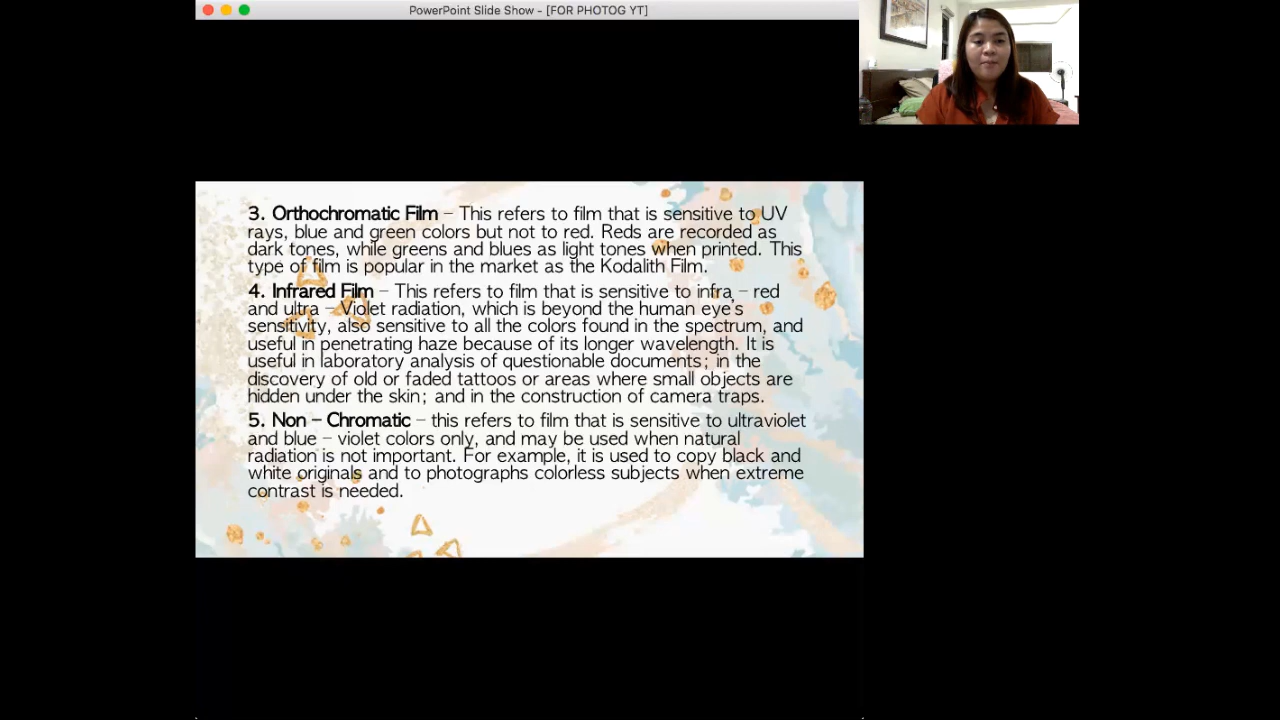 PowerPoint Slide Show - [FOR PHOTOG YT]
3. Orthochromatic Film – This refers to film that is sensitive to UV
rays, blue and green colors but not to red. Reds are recorded as
dark tones, while greens and blues as light tones when printed. This
type of film is popular in the market as the Kodalith Film.
4. Infrared Film – This refers to film that is sensitive to infra – red
and ultra – Violet radiation, which is beyond the human eye's
sensitivity, also sensitive to all the colors found in the spectrum, and
useful in penetrating haze because of its longer wavelength. It is
useful in laboratory analysis of questionable documents; in the
discovery of old or faded tattoos or areas where small objects are
hidden under the skin; and in the construction of camera traps.
5. Non – Chromatic – this refers to film that is sensitive to ultraviolet
and blue – violet colors only, and may be used when natural
radiation is not important. For example, it is used to copy black and
white originals and to photographs colorless subjects when extreme
contrast is needed.